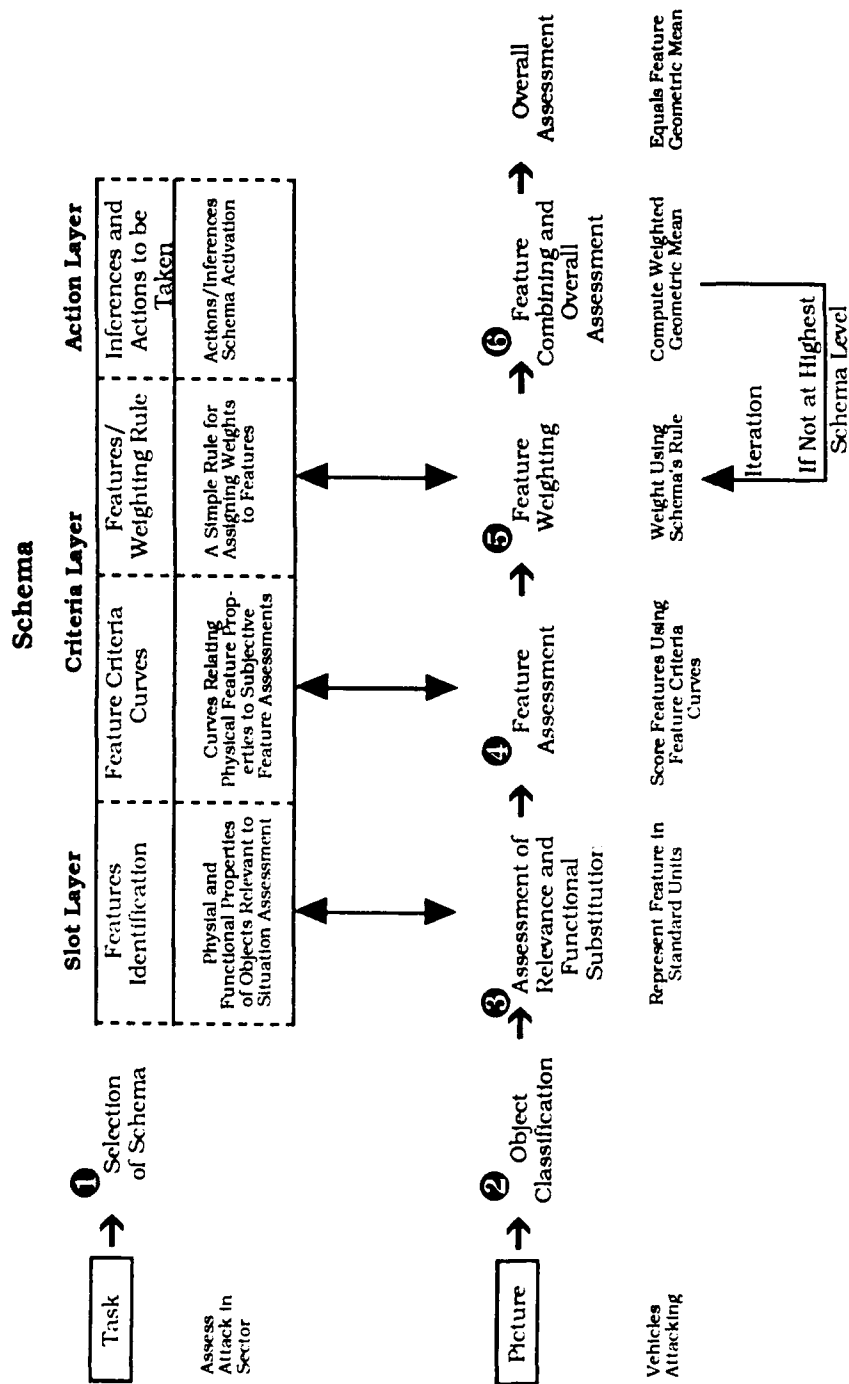 Schema
Slot Layer
Criteria Layer
Action Layer
Task
1
Selection
of Schema
Features
Identification
Feature Criteria
Curves
Features/
Weighting Rule
Inferences and
Actions to be
Taken
Assess
Attack in
Sector
Physial and
Functional Properties
of Objects Relevant to
Situation Assessment
Curves Relating
Physical Feature Prop-
erties to Subjective
Feature Assessments
A Simple Rule for
Assigning Weights
to Features
Actions/Inferences
Schema Activation
Picture
2
Object
Classification
3
Assessment of
Relevance and
Functional
Substitution
4
Feature
Assessment
5
Feature
Weighting
6
Feature
Combining and
Overall
Assessment
Overall
Assessment
Vehicles
Attacking
Represent Feature in
Standard Units
Score Features Using
Feature Criteria
Curves
Weight Using
Schema's Rule
Compute Weighted
Geometric Mean
Equals Feature
Geometric Mean
Iteration
If Not at Highest
Schema Level